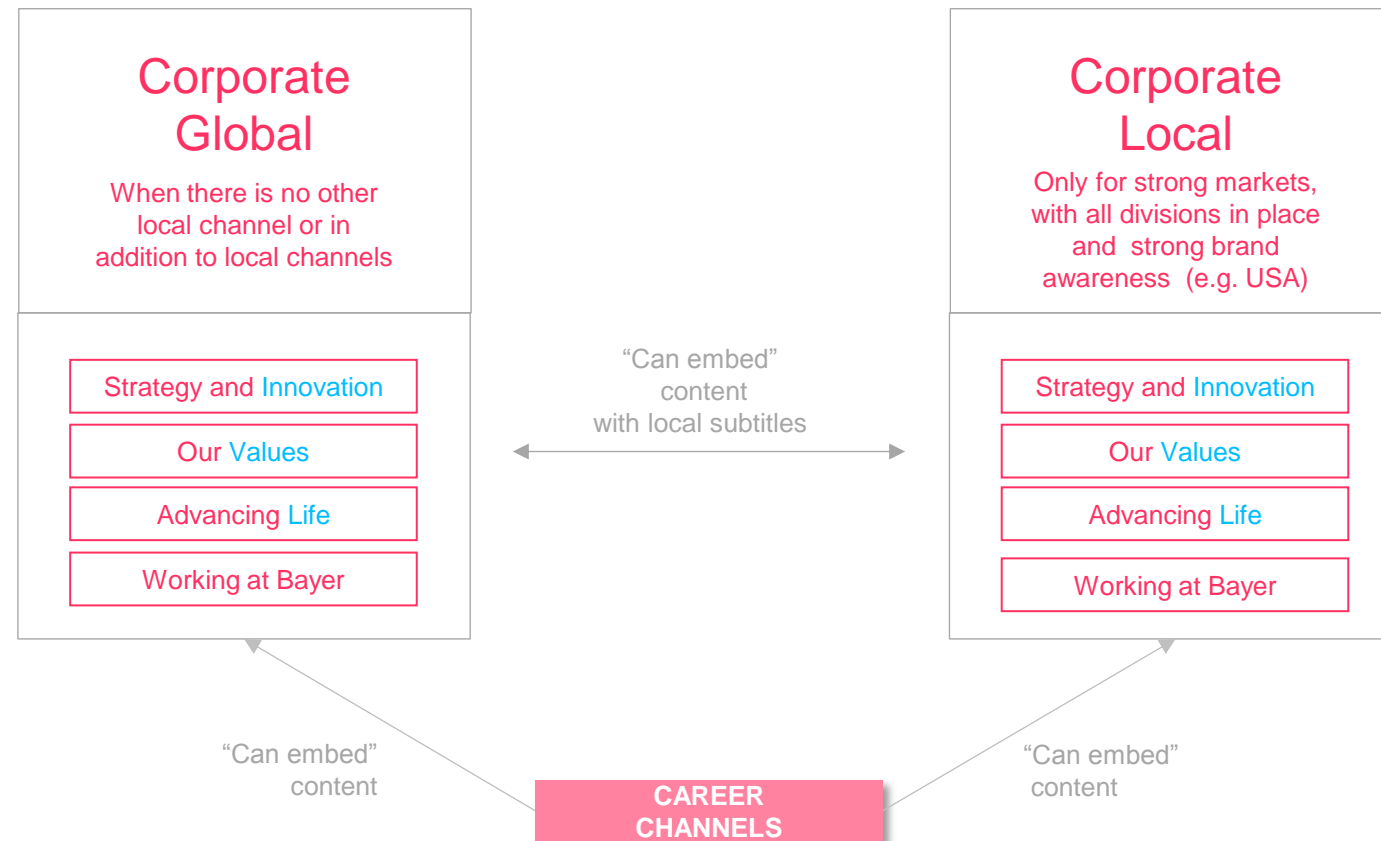 Corporate
Global
When there is no other
local channel or in
addition to local channels
Strategy and Innovation
Our Values
Advancing Life
Working at Bayer
“Can embed”
content
with local subtitles
Corporate
Local
Only for strong markets,
with all divisions in place
and strong brand
awareness (e.g. USA)
Strategy and Innovation
Our Values
Advancing Life
Working at Bayer
“Can embed”
content
CAREER
CHANNELS
“Can embed”
content